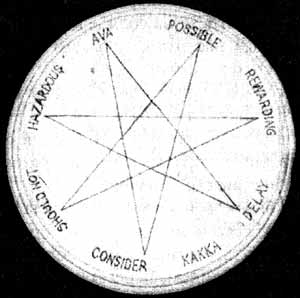 AVA
POSSIBLE
REWARDING
DELAY
KAKKA
CONSIDER
SHOULD NOT
HAZARDOUS